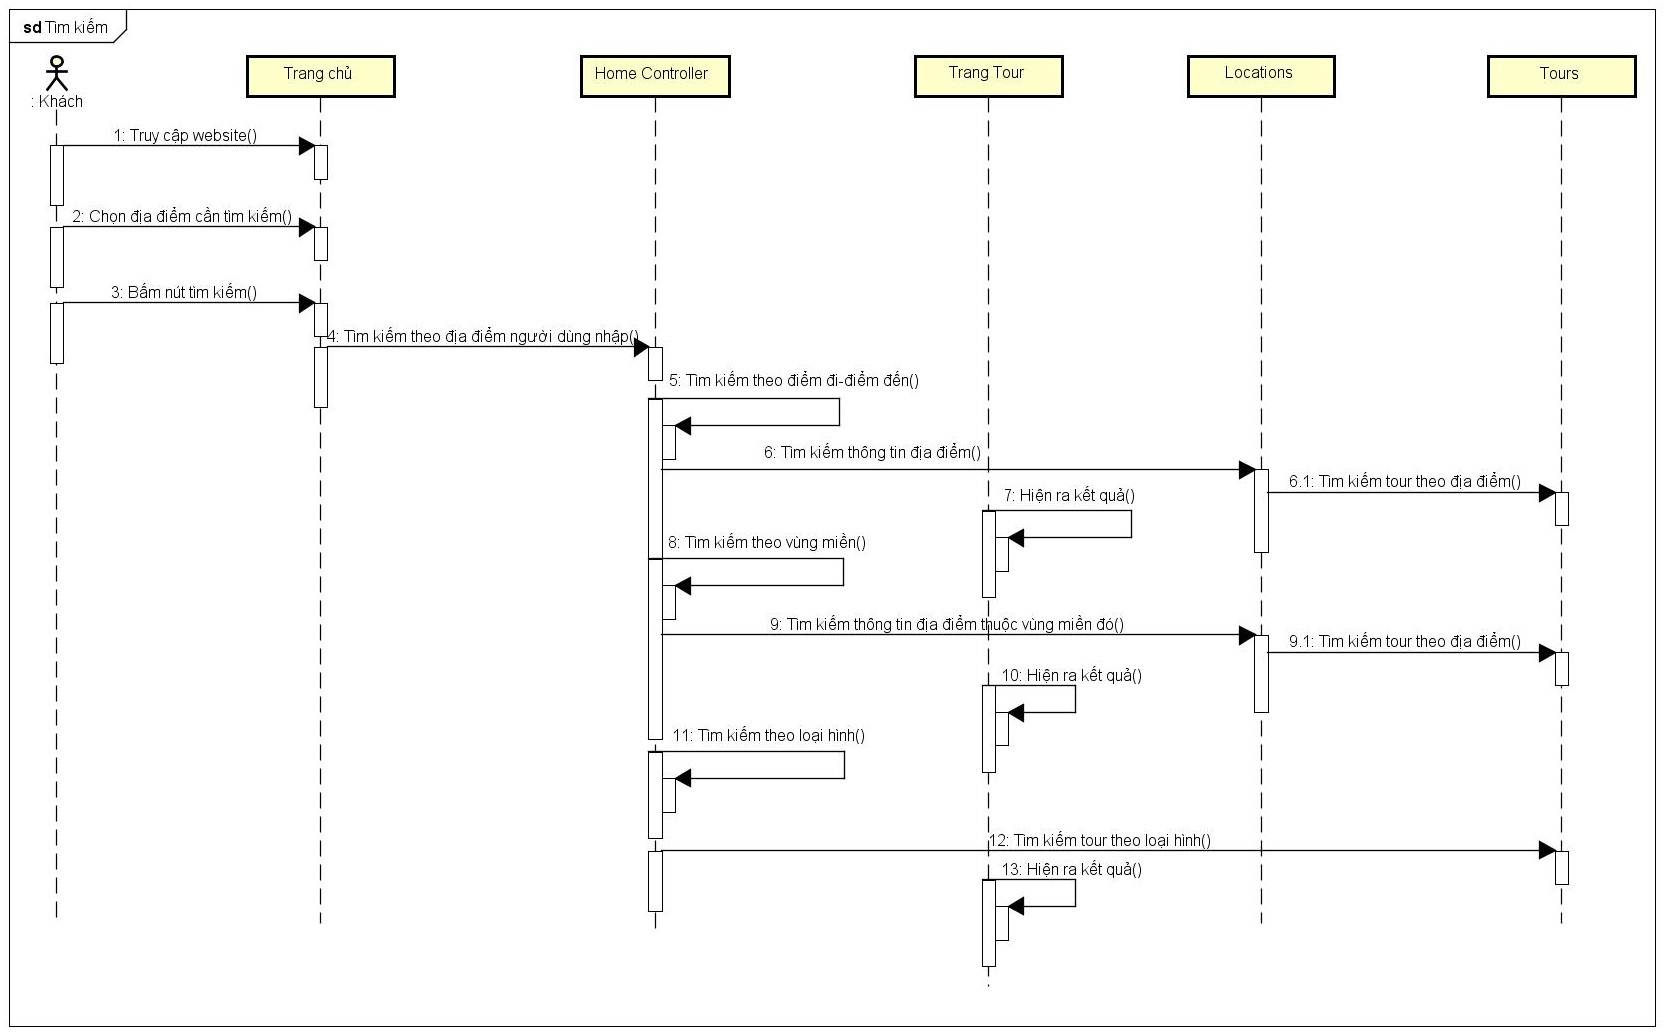 sd Tìm kiếm
: Khách
Trang chủ
Home Controller
Trang Tour
Locations
Tours
1: Truy cập website()
2: Chọn địa điểm cần tìm kiếm()
3: Bấm nút tìm kiếm()
4: Tìm kiếm theo địa điểm người dùng nhập()
5: Tìm kiếm theo điểm đi-điểm đến()
6: Tìm kiếm thông tin địa điểm()
6.1: Tìm kiếm tour theo địa điểm()
7: Hiện ra kết quả()
8: Tìm kiếm theo vùng miền()
9: Tìm kiếm thông tin địa điểm thuộc vùng miền đó()
9.1: Tìm kiếm tour theo địa điểm()
10: Hiện ra kết quả()
11: Tìm kiếm theo loại hình()
12: Tìm kiếm tour theo loại hình()
13: Hiện ra kết quả()